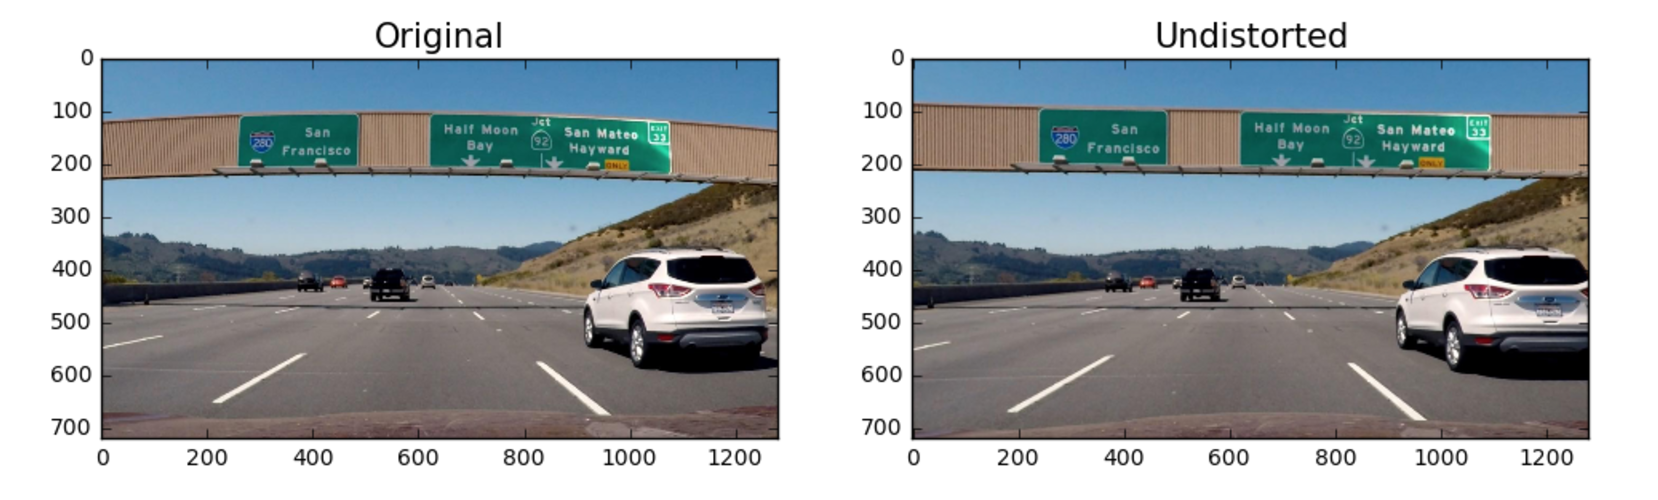 Original
Undistorted
0
100
200
300
400
500
600
700
0 200 400 600 800 1000 1200
280
San
Francisco
Half Moon
Bay
Jct
92
San Mateo
Hayward
EXIT
33
ONLY
0
100
200
300
400
500
600
700
0 200 400 600 800 1000 1200
280
San
Francisco
Half Moon
Bay
Jct
92
San Mateo
Hayward
EXIT
33
ONLY